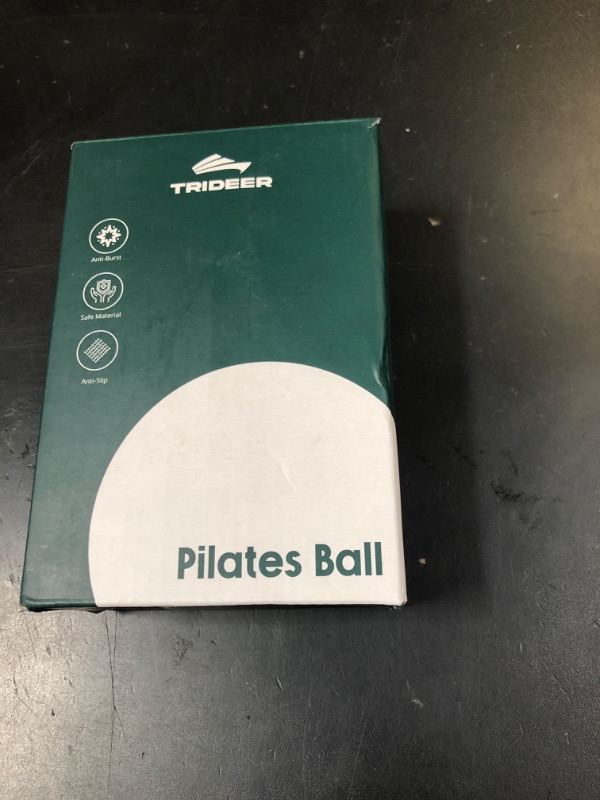 TRIDEER
Anti-Burst
Safe Material
Anti-Slip
Pilates Ball